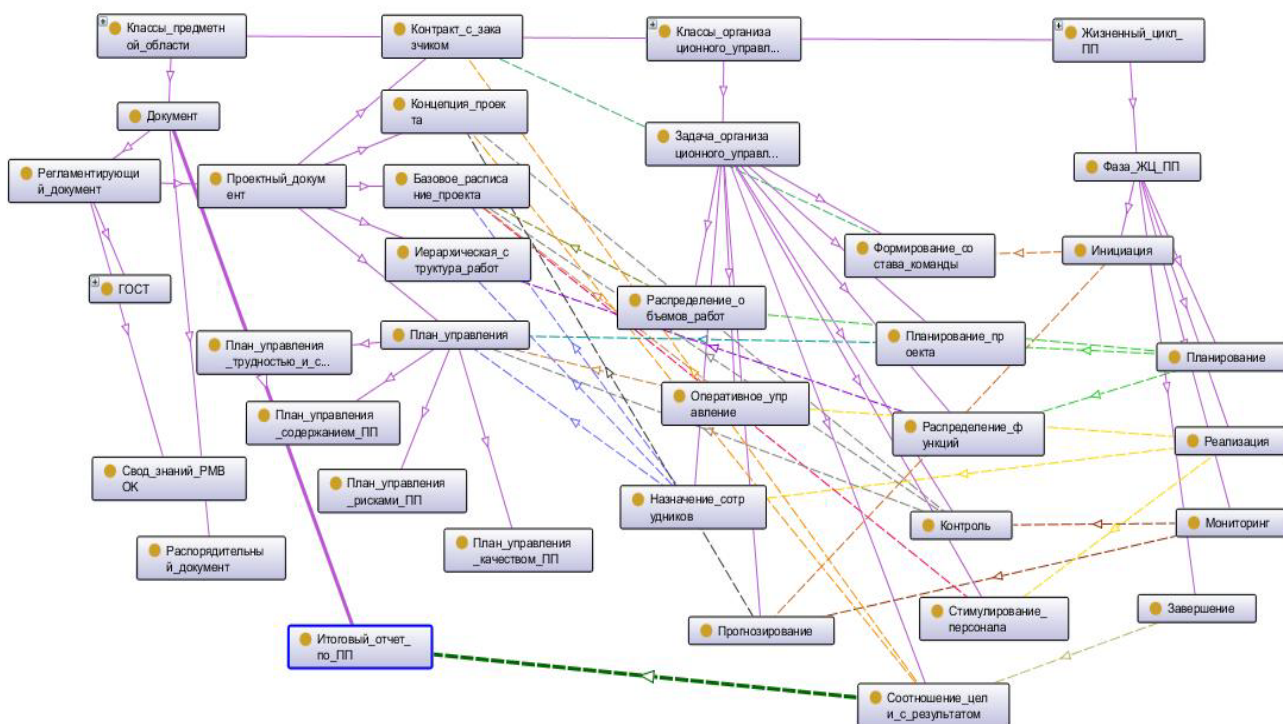 Классы_предметн
ой_области
Контракт_с_зака
зчиком
Классы_организа
ционного_управл...
Жизненный_цикл_
ПП
Документ
Концепция_проек
та
Задача_организа
ционного_управл...
Регламентирующи
й_документ
Проектный_докум
ент
Базовое_расписа
ние_проекта
Фаза_ЖЦ_ПП
Иерархическая_с
труктура_работ
Формирование_со
става_команды
Инициация
ГОСТ
Распределение_о
бъемов_работ
План_управления
_трудностью_и_с...
План_управления
Планирование_пр
оекта
Планирование
План_управления
_содержанием_ПП
Оперативное_упр
авление
Распределение_ф
ункций
Реализация
Свод_знаний_PMB
OK
План_управления
_рисками_ПП
Назначение_сотр
удников
Контроль
Мониторинг
Распорядительны
й_документ
План_управления
_качеством_ПП
Итоговый_отчет_
по_ПП
Прогнозирование
Стимулирование_
персонала
Завершение
Соотношение_цел
и_с_результатом